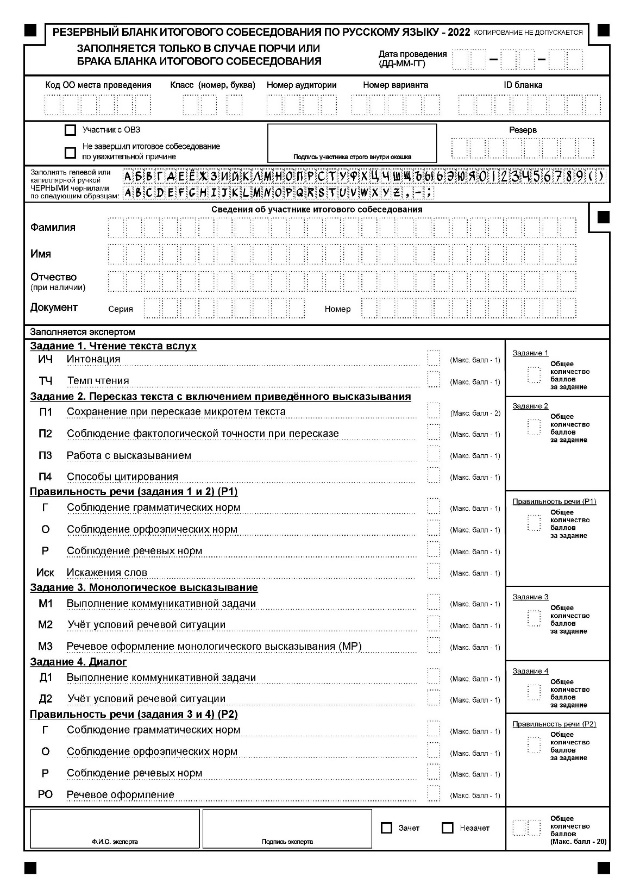 РЕЗЕРВНЫЙ БЛАНК ИТОГОВОГО СОБЕСЕДОВАНИЯ ПО РУССКОМУ ЯЗЫКУ - 2022 КОПИРОВАНИЕ НЕ ДОПУСКАЕТСЯ
ЗАПОЛНЯЕТСЯ ТОЛЬКО В СЛУЧАЕ ПОРЧИ ИЛИ
БРАКА БЛАНКА ИТОГОВОГО СОБЕСЕДОВАНИЯ
Дата проведения
(ДД-ММ-ГГ)
Код ОО места проведения Класс (номер, буква) Номер аудитории Номер варианта ID бланка
Участник с ОВЗ
Не завершил итоговое собеседование
по уважительной причине
Подпись участника строго внутри окошка
Резерв
Заполнять гелевой или
капиллярной ручкой
ЧЕРНЫМИ чернилами
по следующим образцам:
АБВГДЕЁЖЗИЙКЛМНОПРСТУФХЦЧШЩЪЫЬЭЮЯ0123456789()
ABCDEFGHIJKLMNOPQRSTUVWXYZ,-;
Сведения об участнике итогового собеседования
Фамилия
Имя
Отчество
(при наличии)
Документ Серия Номер
Заполняется экспертом
Задание 1. Чтение текста вслух
ИЧ Интонация (Макс. балл - 1)
ТЧ Темп чтения (Макс. балл - 1)
Задание 1
Общее
количество
баллов
за задание
Задание 2. Пересказ текста с включением приведённого высказывания
П1 Сохранение при пересказе микротем текста (Макс. балл - 2)
П2 Соблюдение фактологической точности при пересказе (Макс. балл - 1)
П3 Работа с высказыванием (Макс. балл - 1)
П4 Способы цитирования (Макс. балл - 1)
Задание 2
Общее
количество
баллов
за задание
Правильность речи (задания 1 и 2) (Р1)
Г Соблюдение грамматических норм (Макс. балл - 1)
О Соблюдение орфоэпических норм (Макс. балл - 1)
Р Соблюдение речевых норм (Макс. балл - 1)
Иск Искажения слов (Макс. балл - 1)
Правильность речи (Р1)
Общее
количество
баллов
за задание
Задание 3. Монологическое высказывание
М1 Выполнение коммуникативной задачи (Макс. балл - 1)
М2 Учёт условий речевой ситуации (Макс. балл - 1)
М3 Речевое оформление монологического высказывания (МР) (Макс. балл - 1)
Задание 3
Общее
количество
баллов
за задание
Задание 4. Диалог
Д1 Выполнение коммуникативной задачи (Макс. балл - 1)
Д2 Учёт условий речевой ситуации (Макс. балл - 1)
Задание 4
Общее
количество
баллов
за задание
Правильность речи (задания 3 и 4) (Р2)
Г Соблюдение грамматических норм (Макс. балл - 1)
О Соблюдение орфоэпических норм (Макс. балл - 1)
Р Соблюдение речевых норм (Макс. балл - 1)
РО Речевое оформление (Макс. балл - 1)
Правильность речи (Р2)
Общее
количество
баллов
за задание
Ф.И.О. эксперта
Подпись эксперта
Зачет Незачет
Общее
количество
баллов
(Макс. балл - 20)